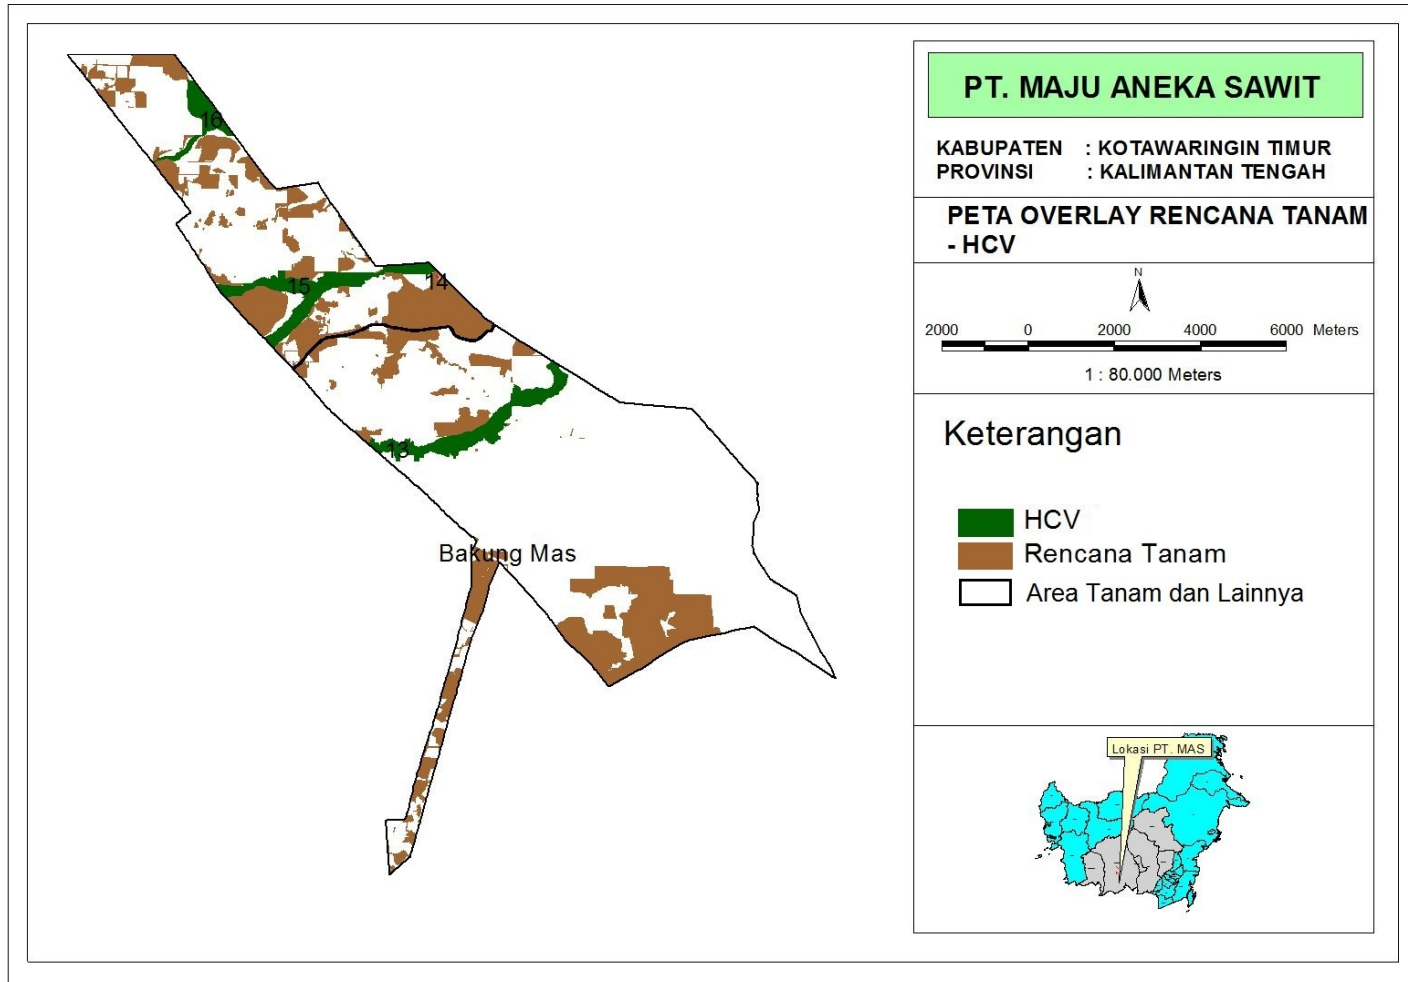 PT. MAJU ANEKA SAWIT
KABUPATEN : KOTAWARINGIN TIMUR
PROVINSI : KALIMANTAN TENGAH
PETA OVERLAY RENCANA TANAM
- HCV
N
2000 0 2000 4000 6000 Meters
1 : 80.000 Meters
Keterangan
HCV
Rencana Tanam
Area Tanam dan Lainnya
Lokasi PT. MAS
16
15
14
13
Bakung Mas